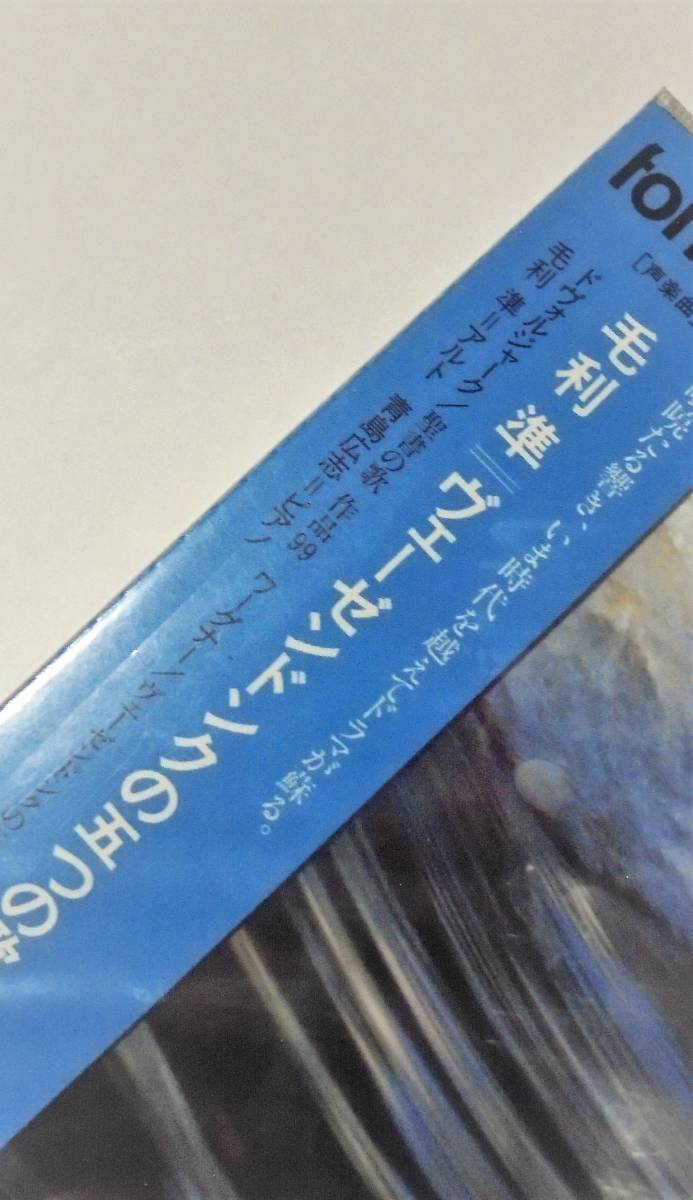 [声楽曲
暁たる響き、いま時代を越えてドラマが蘇る。
毛利 準＝ヴェーゼンドンクの五つの歌
ドヴォルジャーク/聖書の歌 作品99 ワーグナー/ヴェーゼンドンクの
毛利 準＝アルト 青島広志＝ピアノ